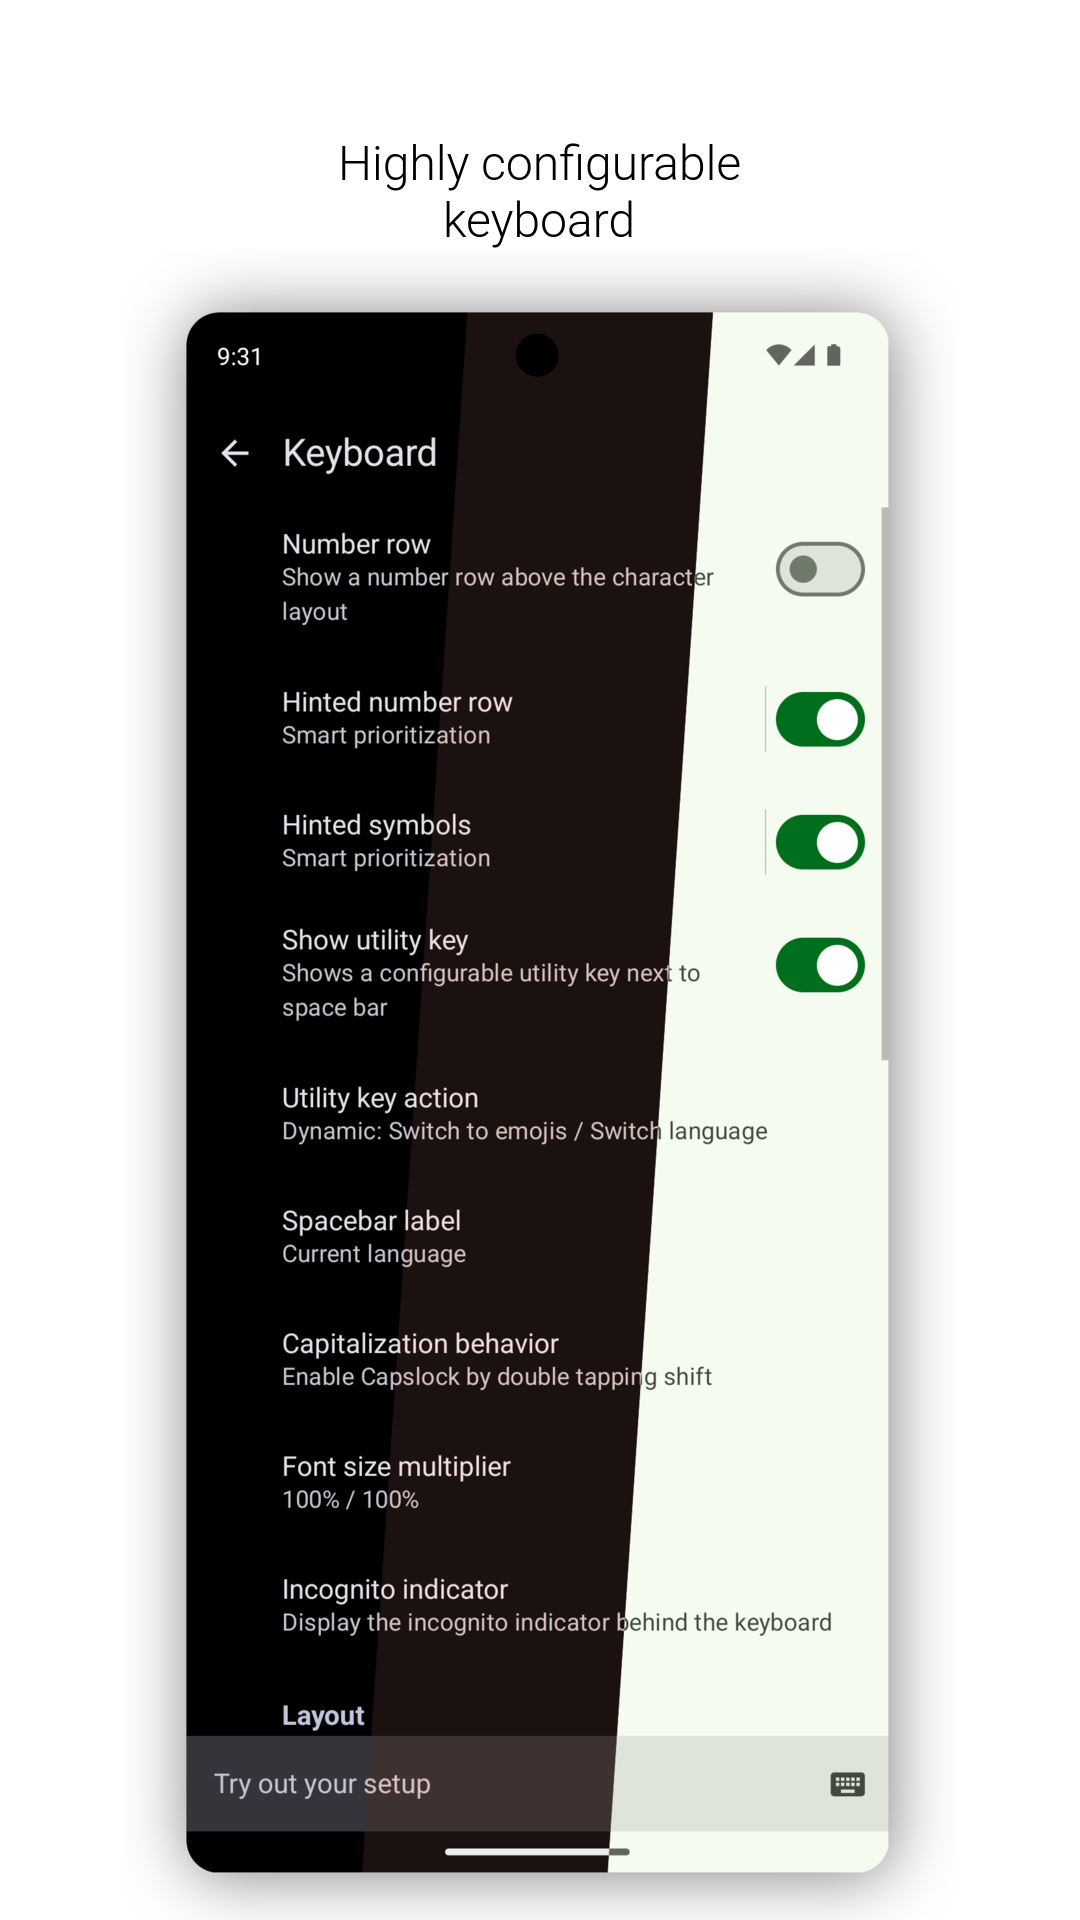 Highly configurable
keyboard
9:31
Keyboard
Number row
Show a number row above the character
layout
Hinted number row
Smart prioritization
Hinted symbols
Smart prioritization
Show utility key
Shows a configurable utility key next to
space bar
Utility key action
Dynamic: Switch to emojis / Switch language
Spacebar label
Current language
Capitalization behavior
Enable Capslock by double tapping shift
Font size multiplier
100% / 100%
Incognito indicator
Display the incognito indicator behind the keyboard
Layout
Try out your setup